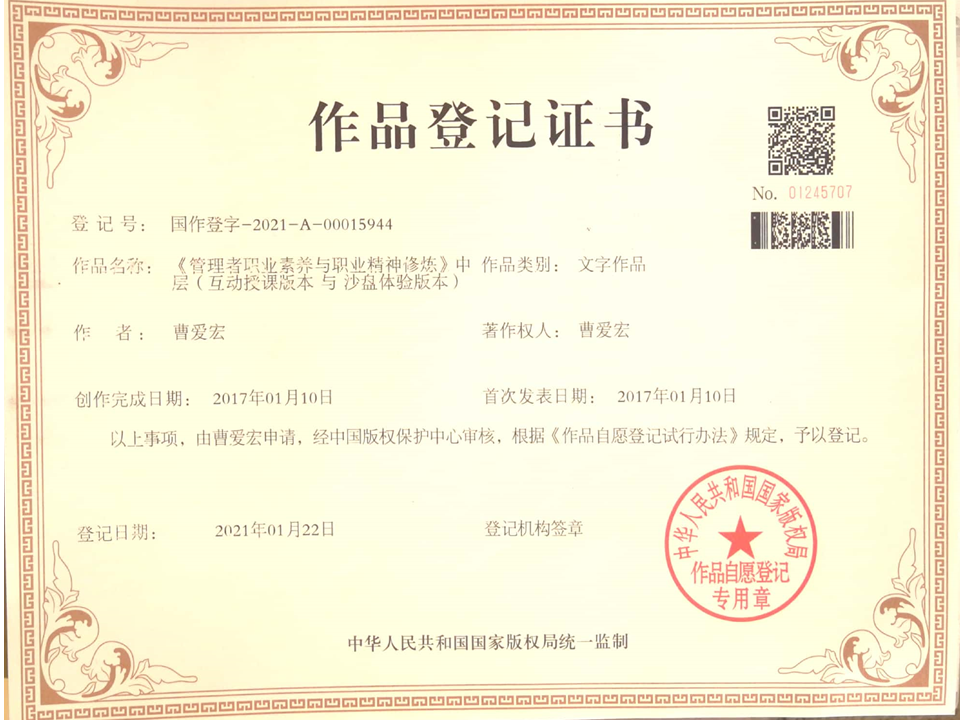 作品登记证书
No. 01245707
登 记 号： 国作登字-2021-A-00015944
作品名称： 《管理者职业素养与职业精神修炼》中层（互动授课版本 与 沙盘体验版本） 作品类别： 文字作品
作 者： 曹爱宏 著作权人： 曹爱宏
创作完成日期： 2017年01月10日 首次发表日期： 2017年01月10日
以上事项，由曹爱宏申请，经中国版权保护中心审核，根据《作品自愿登记试行办法》规定，予以登记。
登记日期： 2021年01月22日 登记机构签章
中华人民共和国国家版权局
作品自愿登记
专用章
中华人民共和国国家版权局统一监制